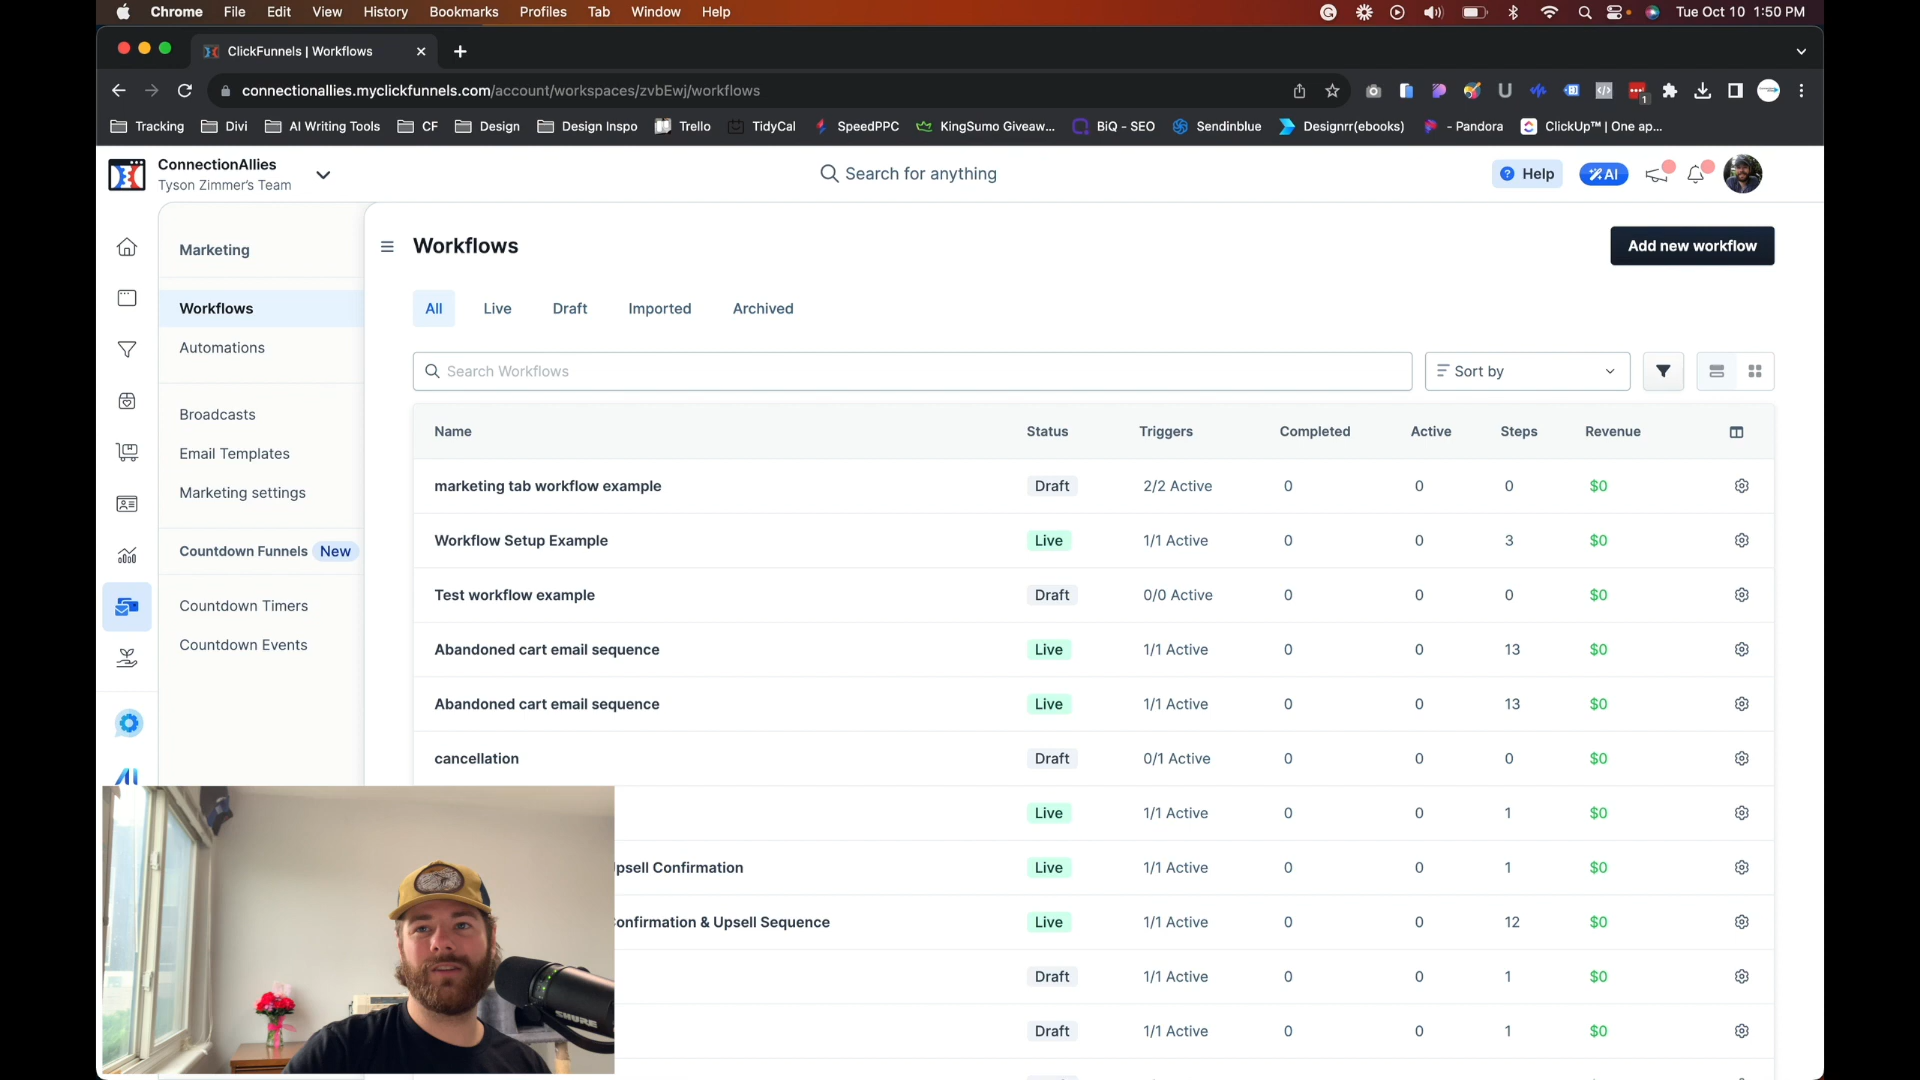 Chrome File Edit View History Bookmarks Profiles Tab Window Help Tue Oct 10 1:50 PM
ClickFunnels | Workflows
connectionallies.myclickfunnels.com/account/workspaces/zvbEwj/workflows
1
Tracking Divi AI Writing Tools CF Design Design Inspo Trello TidyCal SpeedPPC KingSumo Giveaw... BiQ - SEO Sendinblue Designrr(ebooks) - Pandora ClickUp™ | One ap...
ConnectionAllies
Tyson Zimmer's Team
Search for anything
Help
AI
Marketing
Workflows
Automations
Broadcasts
Email Templates
Marketing settings
Countdown Funnels New
Countdown Timers
Countdown Events
AI
Workflows
Add new workflow
All Live Draft Imported Archived
Search Workflows
Sort by
Name Status Triggers Completed Active Steps Revenue
marketing tab workflow example Draft 2/2 Active 0 0 0 $0
Workflow Setup Example Live 1/1 Active 0 0 3 $0
Test workflow example Draft 0/0 Active 0 0 0 $0
Abandoned cart email sequence Live 1/1 Active 0 0 13 $0
Abandoned cart email sequence Live 1/1 Active 0 0 13 $0
cancellation Draft 0/1 Active 0 0 0 $0
Live 1/1 Active 0 0 1 $0
psell Confirmation Live 1/1 Active 0 0 1 $0
onfirmation & Upsell Sequence Live 1/1 Active 0 0 12 $0
Draft 1/1 Active 0 0 1 $0
Draft 1/1 Active 0 0 1 $0
SHURE